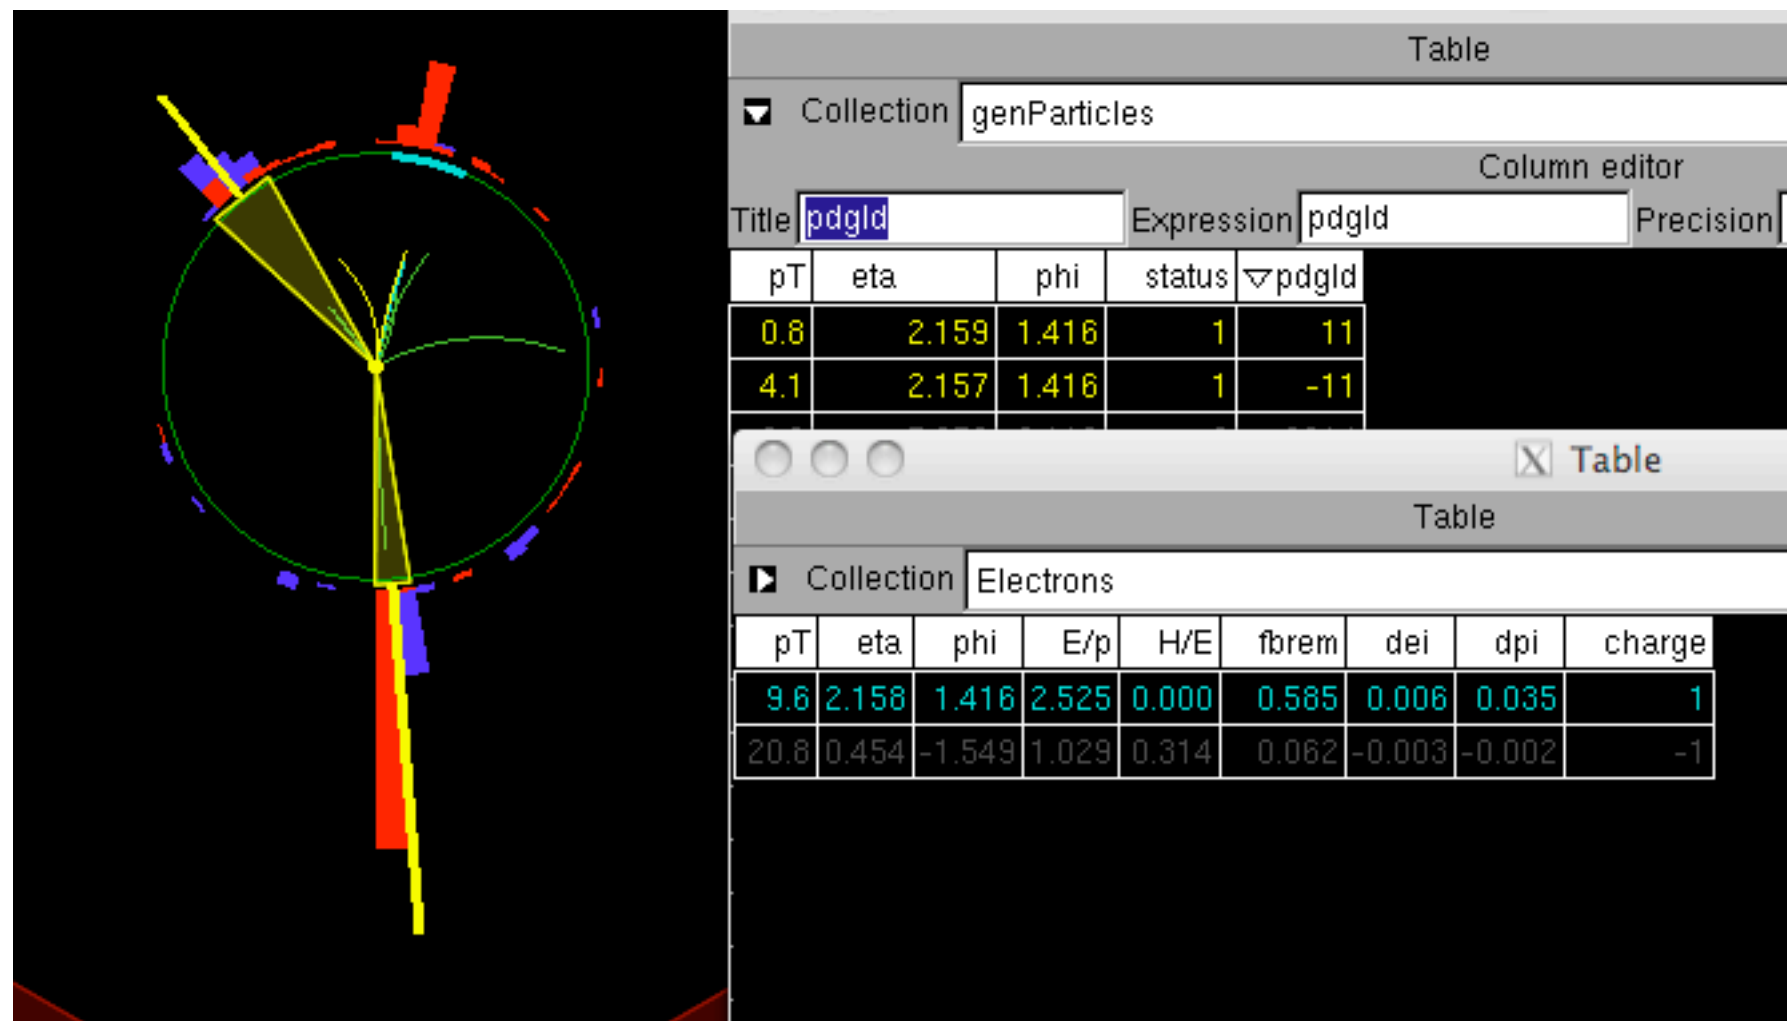 Table
Collection genParticles
Column editor
Title pdgId Expression pdgId Precision
pT eta phi status pdgId
0.8 2.159 1.416 1 11
4.1 2.157 1.416 1 -11
X Table
Table
Collection Electrons
pT eta phi E/p H/E fbrem dei dpi charge
9.6 2.158 1.416 2.525 0.000 0.585 0.006 0.035 1
20.8 0.454 -1.549 1.029 0.314 0.062 -0.003 -0.002 -1